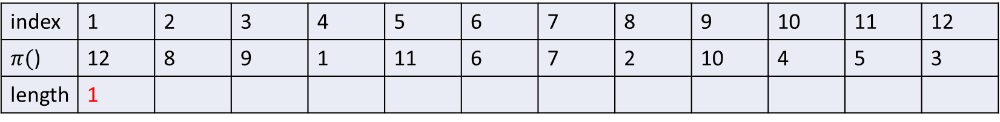 index 1 2 3 4 5 6 7 8 9 10 11 12
π() 12 8 9 1 11 6 7 2 10 4 5 3
length 1